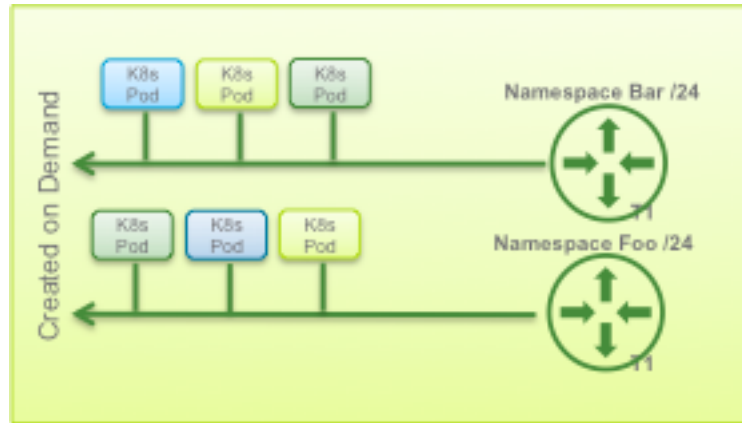 Created on Demand
K8s
Pod
K8s
Pod
K8s
Pod
Namespace Bar /24
T1
K8s
Pod
K8s
Pod
K8s
Pod
Namespace Foo /24
T1